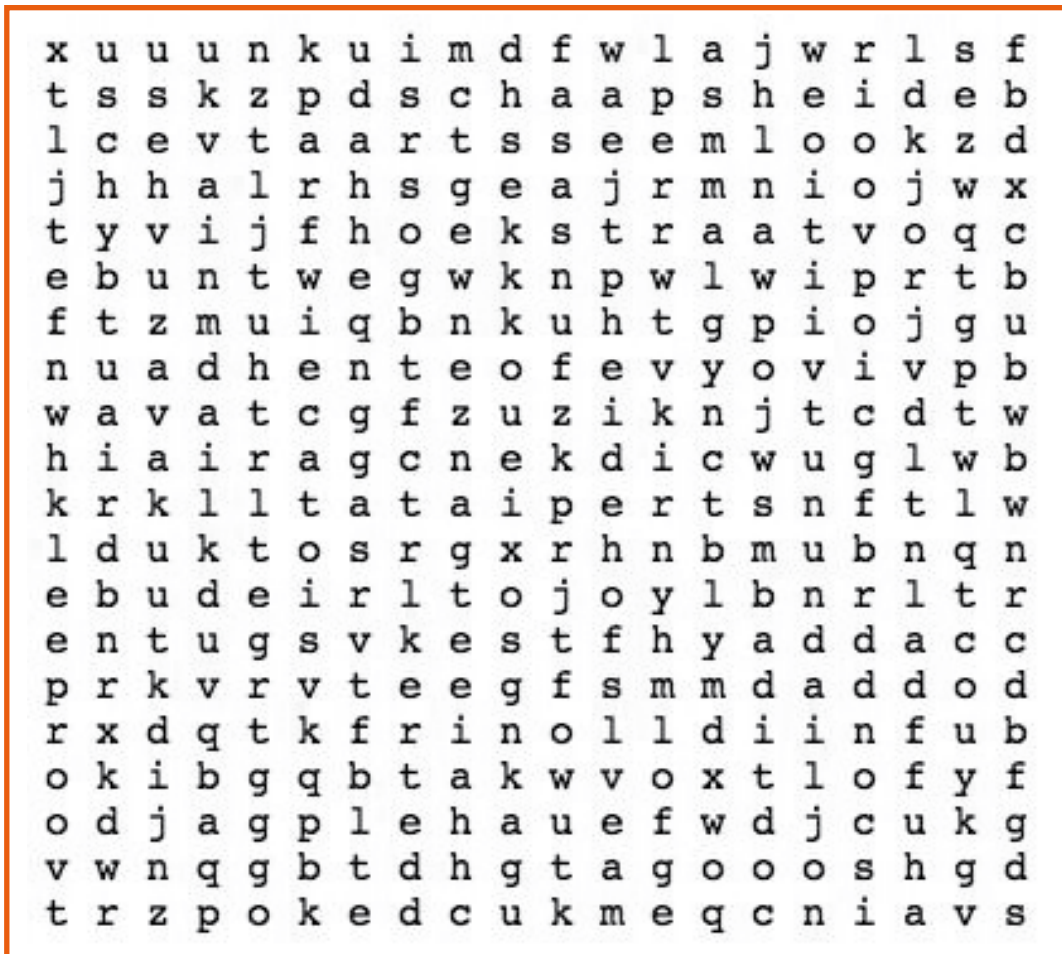 x u u u n k u i m d f w l a j w r l s f
t s s k z p d s c h a a p s h e i d e b
l c e v t a a r t s s e e m l o o k z d
j h h a l r h s g e a j r m n i o j w x
t y v i j f h o e k s t r a a t v o q c
e b u n t w e g w k n p w l w i p r t b
f t z m u i q b n k u h t g p i o j g u
n u a d h e n t e o f e v y o v i v p b
w a v a t c g f z u z i k n j t c d t w
h i a i r a g c n e k d i c w u g l w b
k r k l l t a t a i p e r t s n f t l w
l d u k t o s r g x r h n b m u b n q n
e b u d e i r l t o j o y l b n r l t r
e n t u g s v k e s t f h y a d d a c c
p r k v r v t e e g f s m m d a d d o d
r x d q t k f r i n o l l d i i n f u b
o k i b g q b t a k w v o x t l o f y f
o d j a g p l e h a u e f w d j c u k g
v w n q g b t d h g t a g o o o s h g d
t r z p o k e d c u k m e q c n i a v s